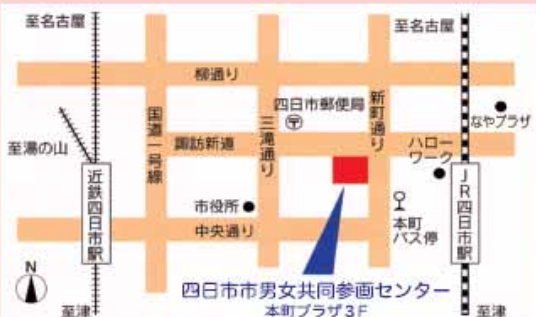 至名古屋
至名古屋
柳通り
四日市郵便局
なやプラザ
国道一号線
三滝通り
新町通り
諏訪新道
ハロー
ワーク
至湯の山
近鉄四日市駅
JR四日市駅
市役所
本町
バス停
中央通り
N
四日市市男女共同参画センター
本町プラザ3F
至津
至津